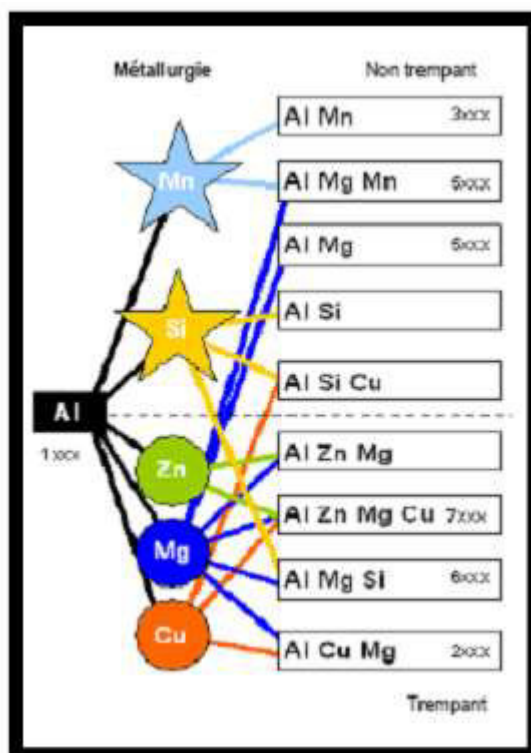 Métallurgie
Non trempant
Al Mn 3xxx
Mn
Al Mg Mn 5xxx
Al Mg 5xxx
Al Si
Si
Al Si Cu
Al
1xxx
Al Zn Mg
Zn
Al Zn Mg Cu 7xxx
Mg
Al Mg Si 6xxx
Cu
Al Cu Mg 2xxx
Trempant